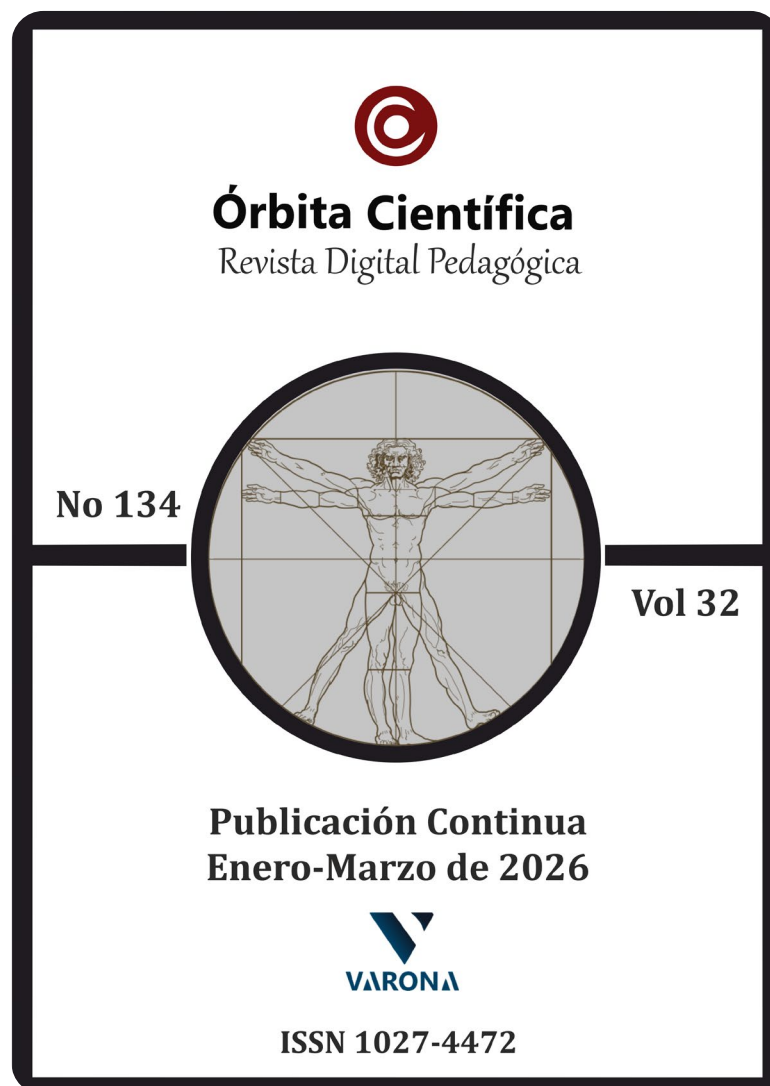 Órbita Científica
Revista Digital Pedagógica
No 134
Vol 32
Publicación Continua
Enero-Marzo de 2026
VARONA
ISSN 1027-4472